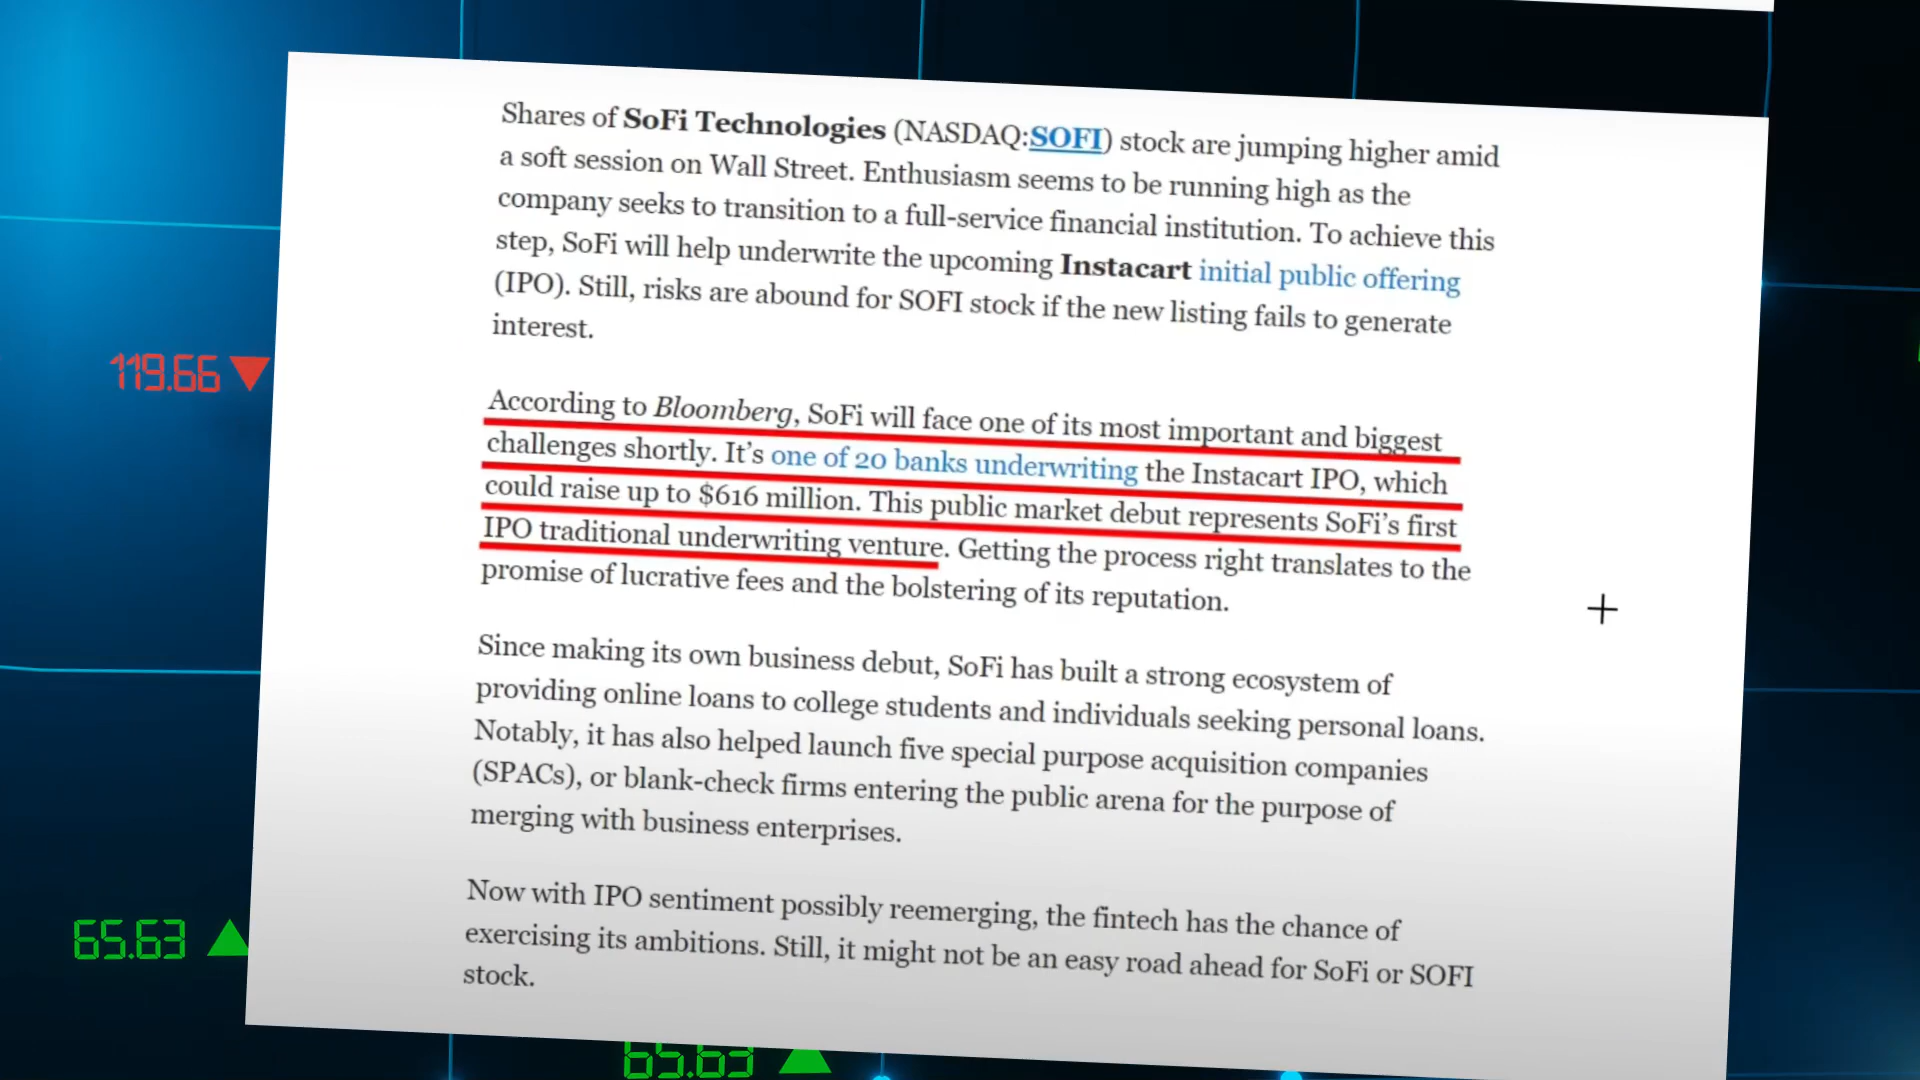 Shares of SoFi Technologies (NASDAQ:SOFI) stock are jumping higher amid
a soft session on Wall Street. Enthusiasm seems to be running high as the
company seeks to transition to a full-service financial institution. To achieve this
step, SoFi will help underwrite the upcoming Instacart initial public offering
(IPO). Still, risks are abound for SOFI stock if the new listing fails to generate
interest.
119.66
According to Bloomberg, SoFi will face one of its most important and biggest
challenges shortly. It’s one of 20 banks underwriting the Instacart IPO, which
could raise up to $616 million. This public market debut represents SoFi’s first
IPO traditional underwriting venture. Getting the process right translates to the
promise of lucrative fees and the bolstering of its reputation.
Since making its own business debut, SoFi has built a strong ecosystem of
providing online loans to college students and individuals seeking personal loans.
Notably, it has also helped launch five special purpose acquisition companies
(SPACs), or blank-check firms entering the public arena for the purpose of
merging with business enterprises.
Now with IPO sentiment possibly reemerging, the fintech has the chance of
exercising its ambitions. Still, it might not be an easy road ahead for SoFi or SOFI
stock.
65.63
65.63